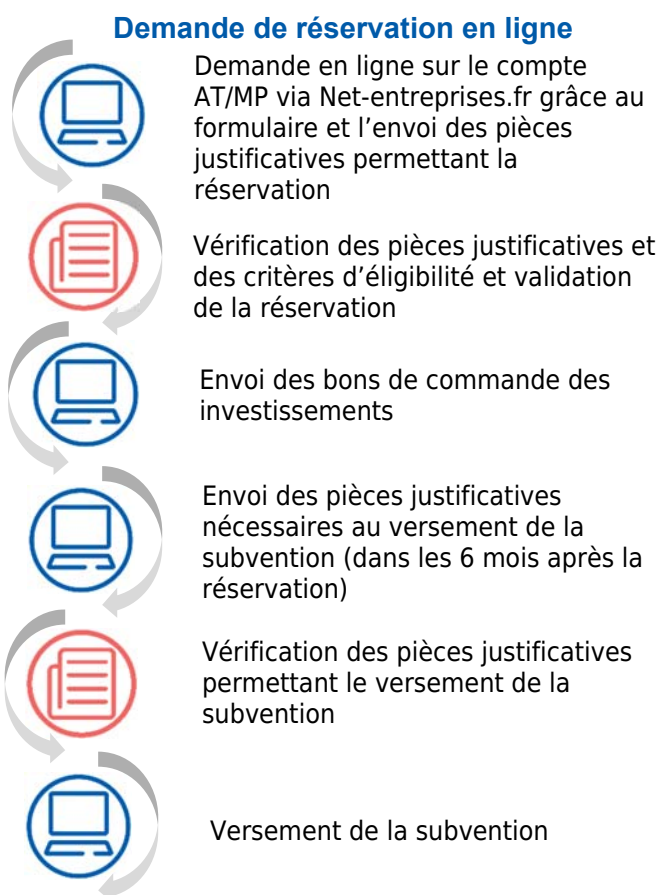 Demande de réservation en ligne
Demande en ligne sur le compte
AT/MP via Net-entreprises.fr grâce au
formulaire et l’envoi des pièces
justificatives permettant la
réservation
Vérification des pièces justificatives et
des critères d’éligibilité et validation
de la réservation
Envoi des bons de commande des
investissements
Envoi des pièces justificatives
nécessaires au versement de la
subvention (dans les 6 mois après la
réservation)
Vérification des pièces justificatives
permettant le versement de la
subvention
Versement de la subvention